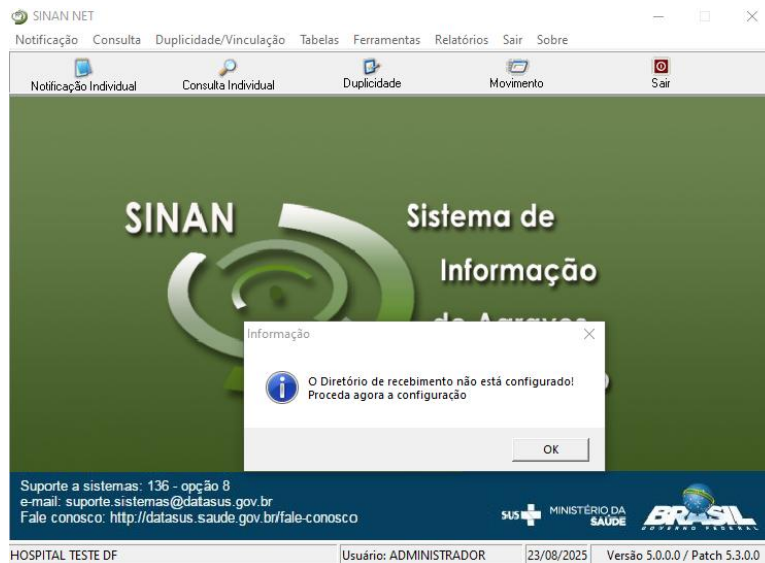 SINAN NET
Notificação Consulta Duplicidade/Vinculação Tabelas Ferramentas Relatórios Sair Sobre
Notificação Individual Consulta Individual Duplicidade Movimento Sair
SINAN
Sistema de
Informação
Informação
O Diretório de recebimento não está configurado!
Proceda agora a configuração
OK
Suporte a sistemas: 136 - opção 8
e-mail: suporte.sistemas@datasus.gov.br
Fale conosco: http://datasus.saude.gov.br/fale-conosco
SUS
MINISTÉRIO DA
SAÚDE
BRASIL
GOVERNO FEDERAL
HOSPITAL TESTE DF Usuário: ADMINISTRADOR 23/08/2025 Versão 5.0.0.0 / Patch 5.3.0.0